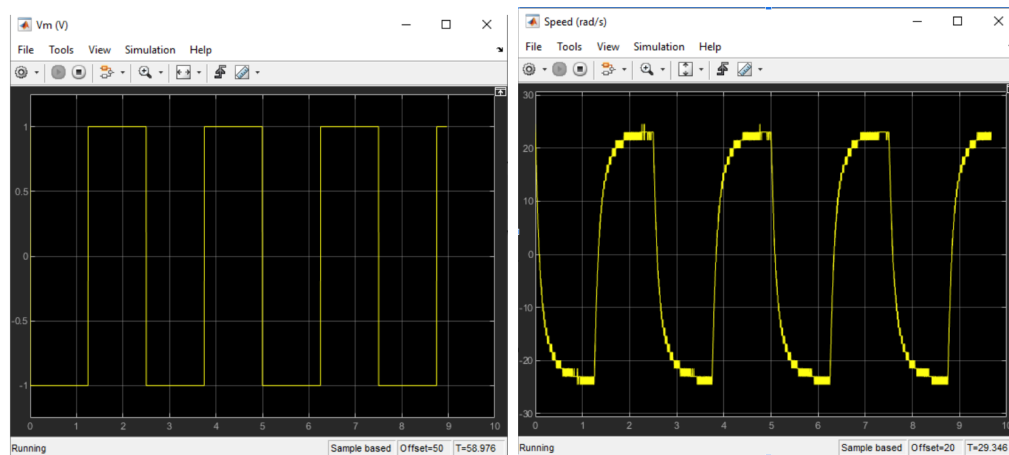 Vm (V)
File Tools View Simulation Help
1
0.5
0
-0.5
-1
0 1 2 3 4 5 6 7 8 9 10
Running Sample based Offset=50 T=58.976
Speed (rad/s)
File Tools View Simulation Help
30
20
10
0
-10
-20
-30
0 1 2 3 4 5 6 7 8 9 10
Running Sample based Offset=20 T=29.346